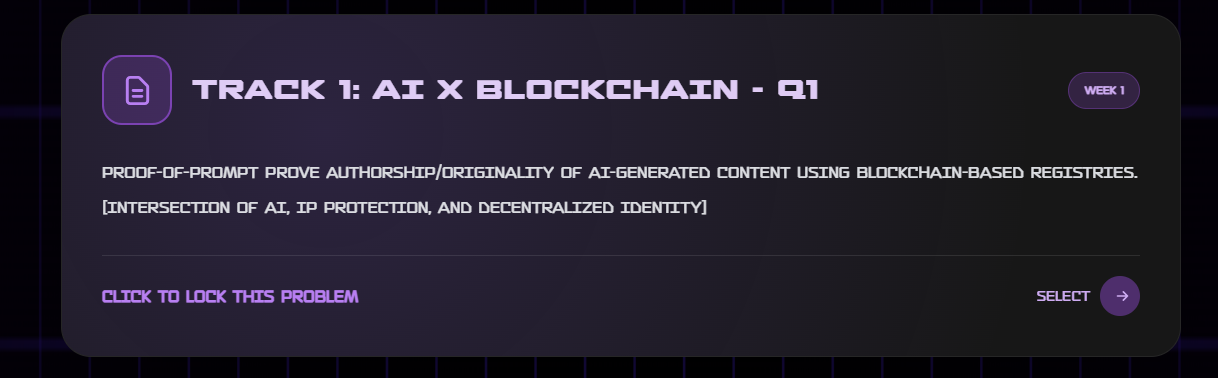 TRACK 1: AI X BLOCKCHAIN - Q1
WEEK 1
PROOF-OF-PROMPT PROVE AUTHORSHIP/ORIGINALITY OF AI-GENERATED CONTENT USING BLOCKCHAIN-BASED REGISTRIES.
[INTERSECTION OF AI, IP PROTECTION, AND DECENTRALIZED IDENTITY]
CLICK TO LOCK THIS PROBLEM
SELECT